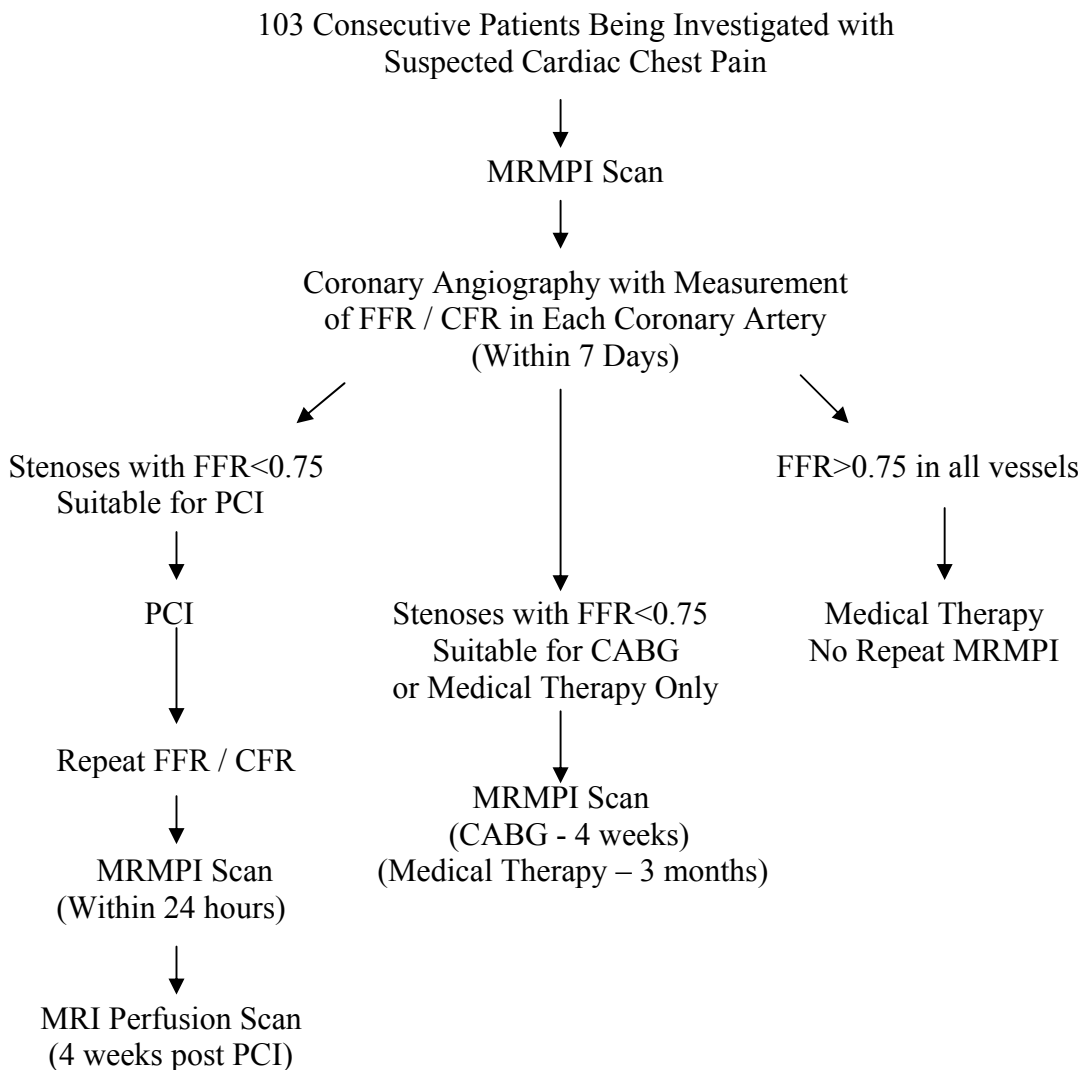 103 Consecutive Patients Being Investigated with
Suspected Cardiac Chest Pain
MRMPI Scan
Coronary Angiography with Measurement
of FFR / CFR in Each Coronary Artery
(Within 7 Days)
Stenoses with FFR<0.75
Suitable for PCI
PCI
Repeat FFR / CFR
MRMPI Scan
(Within 24 hours)
MRI Perfusion Scan
(4 weeks post PCI)
Stenoses with FFR<0.75
Suitable for CABG
or Medical Therapy Only
MRMPI Scan
(CABG - 4 weeks)
(Medical Therapy – 3 months)
FFR>0.75 in all vessels
Medical Therapy
No Repeat MRMPI